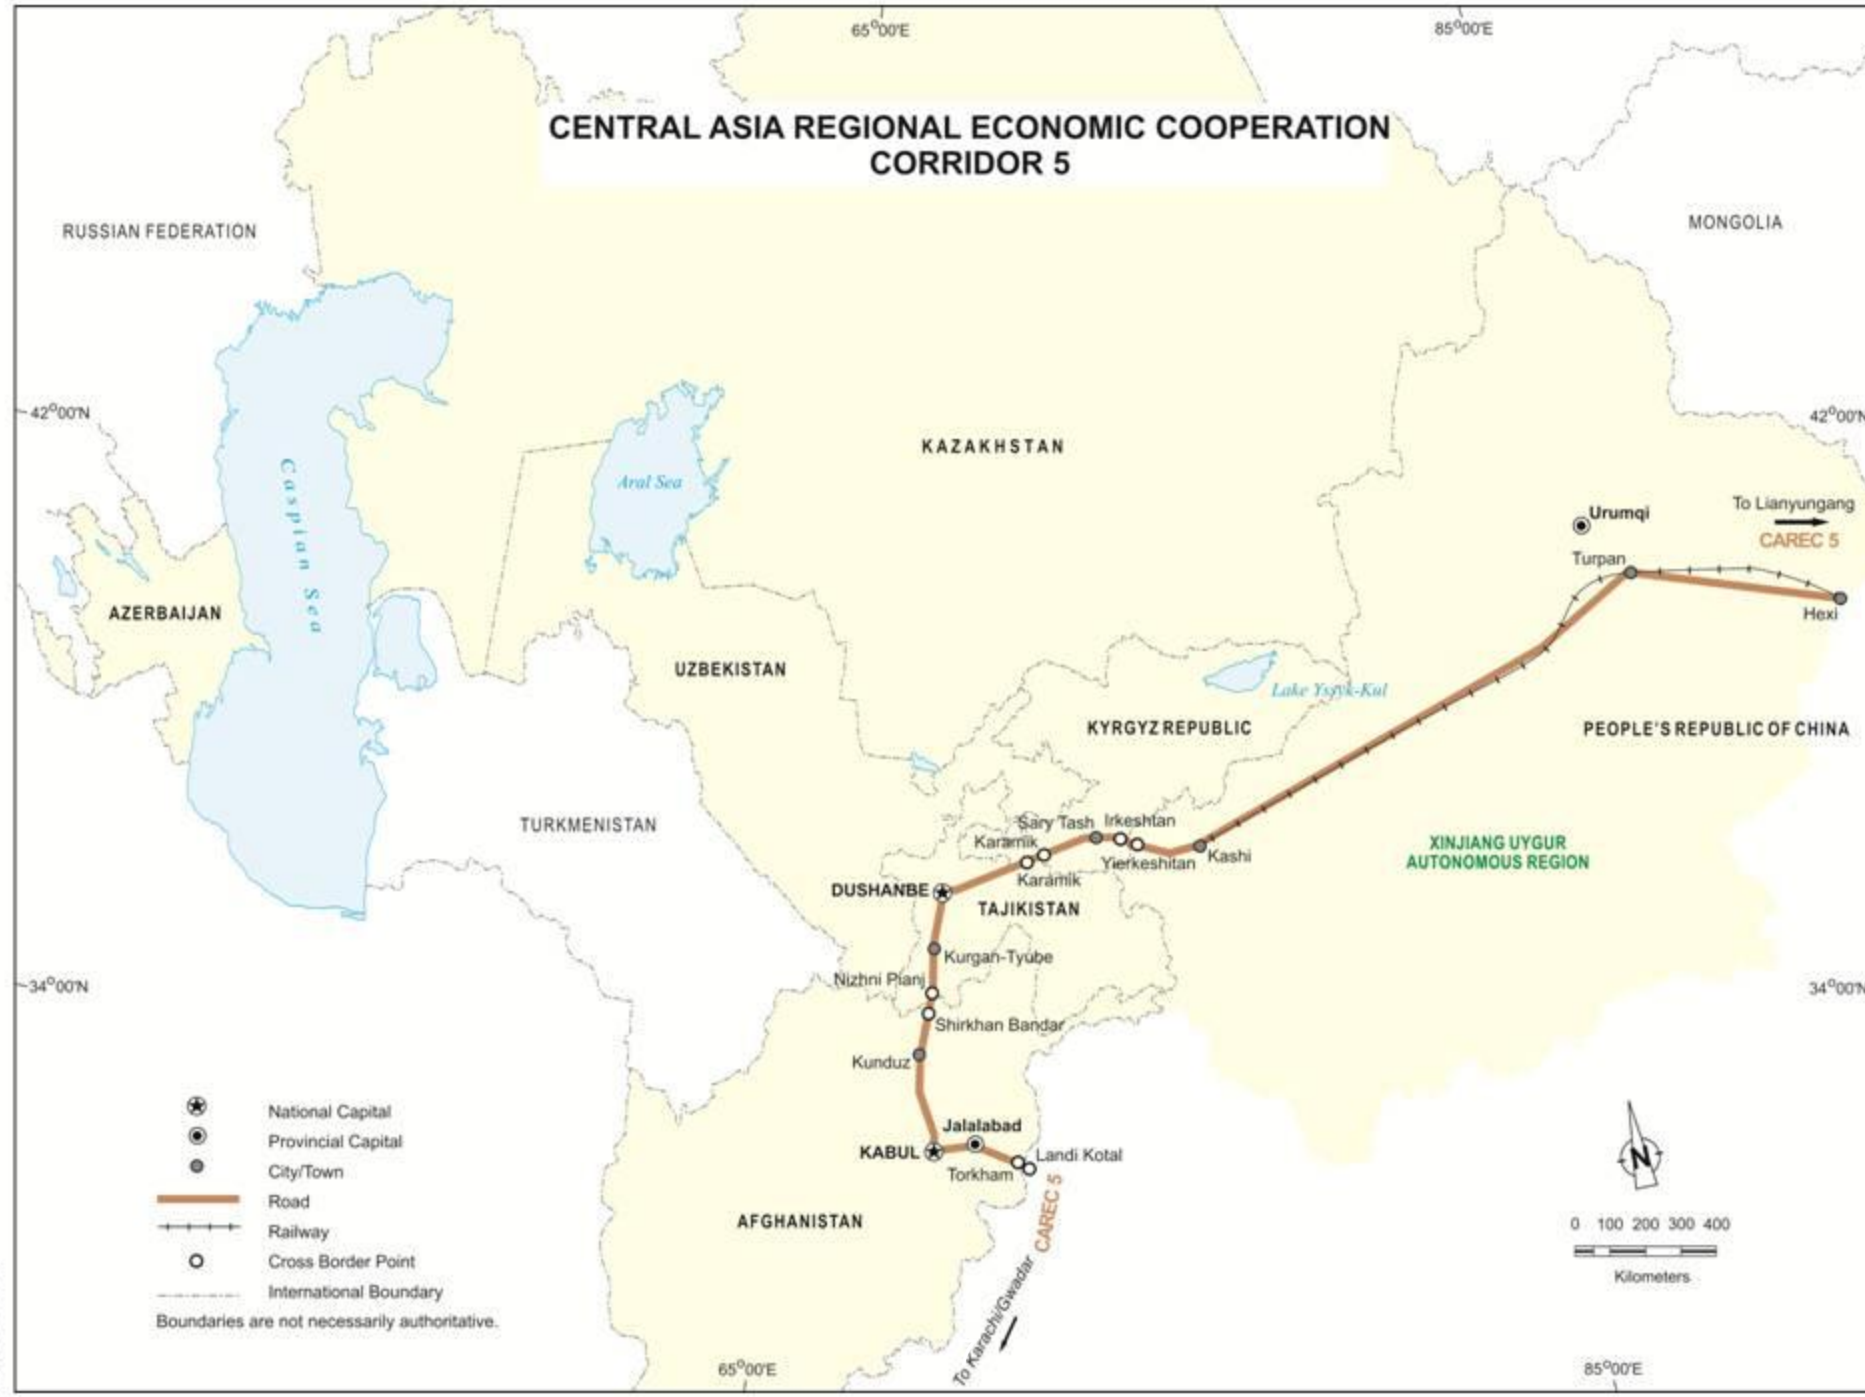 65°00'E
85°00'E
CENTRAL ASIA REGIONAL ECONOMIC COOPERATION
CORRIDOR 5
RUSSIAN FEDERATION
MONGOLIA
42°00'N
42°00'N
KAZAKHSTAN
Caspian Sea
Aral Sea
Urumqi
To Lianyungang
CAREC 5
Turpan
Hexi
AZERBAIJAN
UZBEKISTAN
Lake Yssyk-Kul
KYRGYZ REPUBLIC
PEOPLE'S REPUBLIC OF CHINA
TURKMENISTAN
Sary Tash
Irkeshtan
Karamik
Yierkeshitan
Kashi
Karamik
XINJIANG UYGUR
AUTONOMOUS REGION
DUSHANBE
TAJIKISTAN
Kurgan-Tyube
Nizhni Pianj
34°00'N
34°00'N
Shirkhan Bandar
Kunduz
Jalalabad
KABUL
Landi Kotal
Torkham
CAREC 5
AFGHANISTAN
To Karachi/Gwadar
National Capital
Provincial Capital
City/Town
Road
Railway
Cross Border Point
International Boundary
Boundaries are not necessarily authoritative.
N
0 100 200 300 400
Kilometers
65°00'E
85°00'E